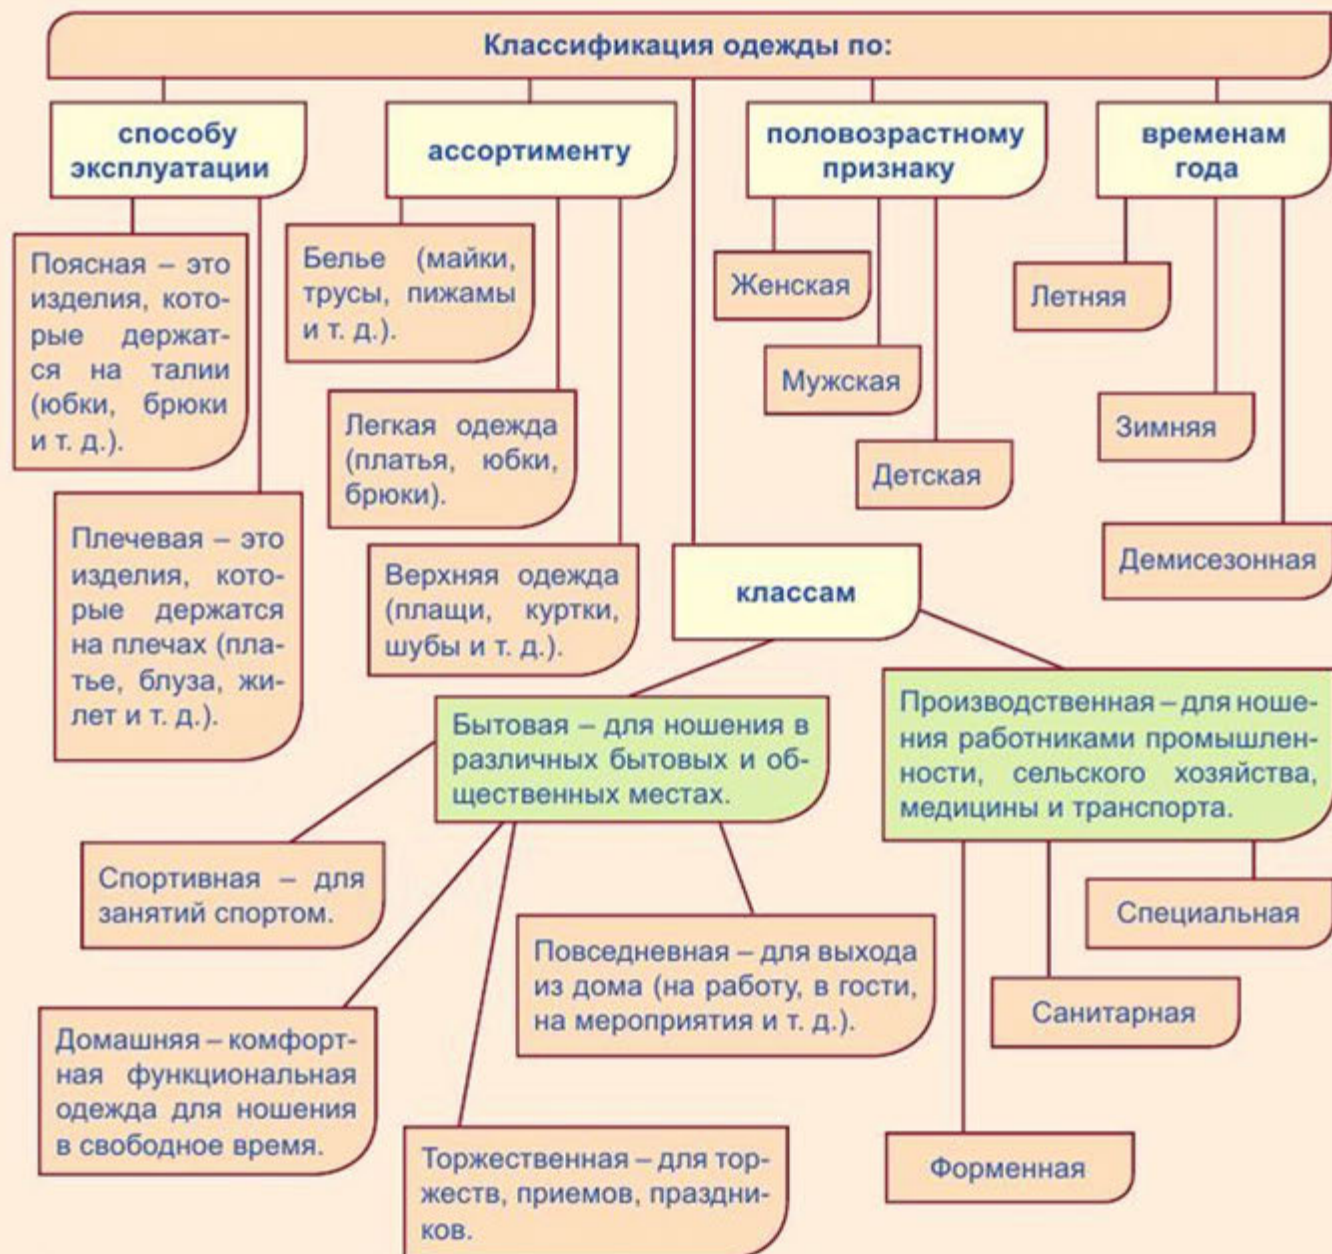 Классификация одежды по:
способу
эксплуатации
ассортименту
половозрастному
признаку
временам
года
Поясная – это
изделия, кото-
рые держат-
ся на талии
(юбки, брюки
и т. д.).
Плечевая – это
изделия, кото-
рые держатся
на плечах (пла-
тье, блуза, жи-
лет и т. д.).
Белье (майки,
трусы, пижамы
и т. д.).
Легкая одежда
(платья, юбки,
брюки).
Верхняя одежда
(плащи, куртки,
шубы и т. д.).
Женская
Мужская
Детская
Летняя
Зимняя
Демисезонная
классам
Бытовая – для ношения в
различных бытовых и об-
щественных местах.
Производственная – для ноше-
ния работниками промышлен-
ности, сельского хозяйства,
медицины и транспорта.
Спортивная – для
занятий спортом.
Домашняя – комфорт-
ная функциональная
одежда для ношения
в свободное время.
Торжественная – для тор-
жеств, приемов, праздни-
ков.
Повседневная – для выхода
из дома (на работу, в гости,
на мероприятия и т. д.).
Специальная
Санитарная
Форменная